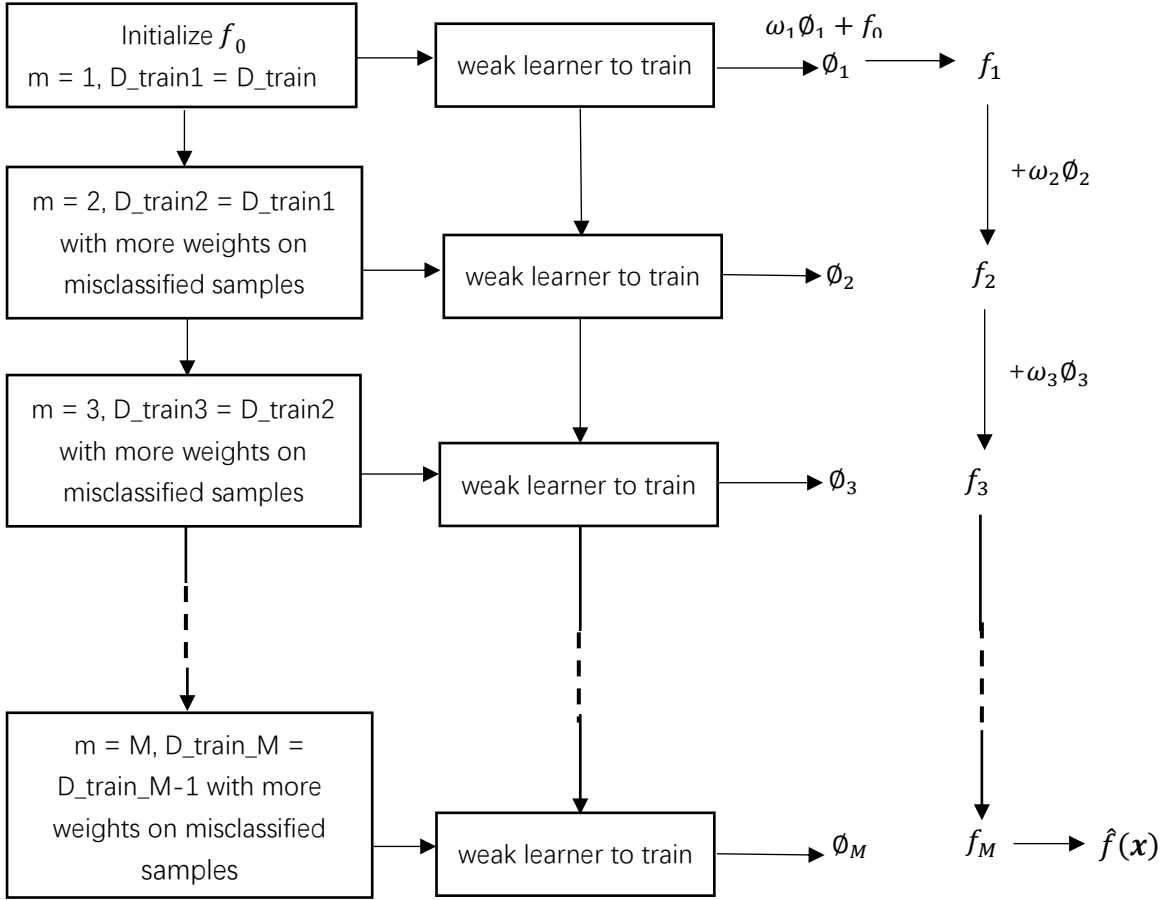 Initialize f₀
m = 1, D_train1 = D_train
weak learner to train
ω₁∅₁ + f₀
∅₁
f₁
+ω₂∅₂
m = 2, D_train2 = D_train1
with more weights on
misclassified samples
weak learner to train
∅₂
f₂
+ω₃∅₃
m = 3, D_train3 = D_train2
with more weights on
misclassified samples
weak learner to train
∅₃
f₃
m = M, D_train_M =
D_train_M-1 with more
weights on misclassified
samples
weak learner to train
∅_M
f_M
f̂(x)